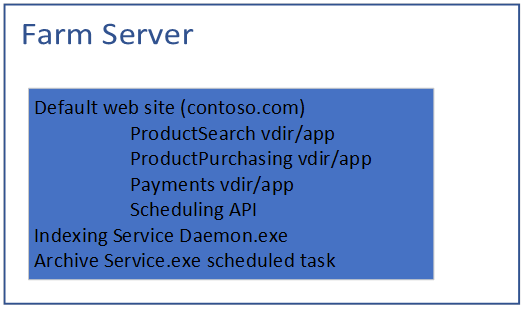 Farm Server
Default web site (contoso.com)
ProductSearch vdir/app
ProductPurchasing vdir/app
Payments vdir/app
Scheduling API
Indexing Service Daemon.exe
Archive Service.exe scheduled task